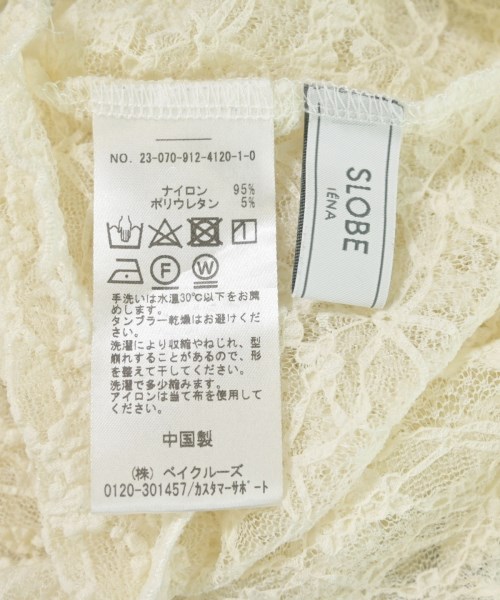 NO. 23-070-912-4120-1-0
ナイロン 95%
ポリウレタン 5%
F W
手洗いは水温30℃以下をお薦
めします。
タンブラー乾燥はお避けくださ
い。
洗濯により収縮やねじれ、型
崩れすることがあるので、形
を整えて干してください。
洗濯で多少縮みます。
アイロンは当て布を使用して
ください。
中国製
(株) ベイクルーズ
0120-301457/カスタマーサポート
SLOBE
IÉNA